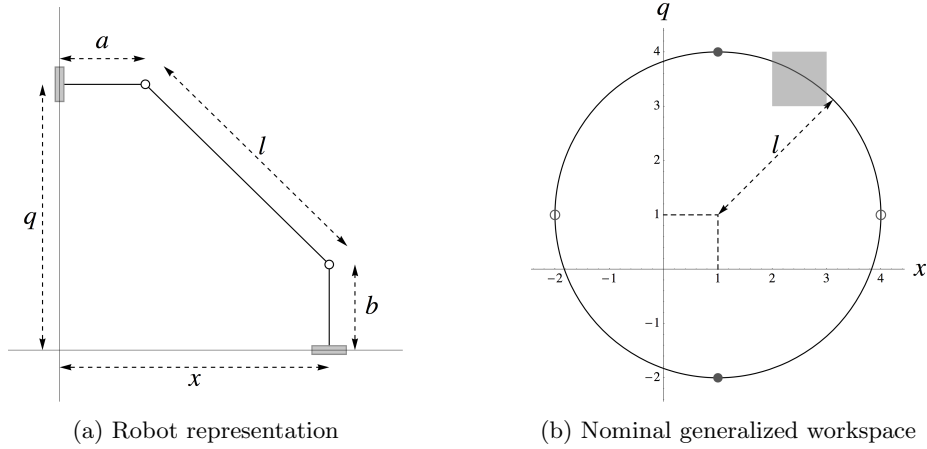 a
l
q
b
x
(a) Robot representation
q
4
3
l
2
1
−2 −1 1 2 3 4 x
−1
−2
(b) Nominal generalized workspace